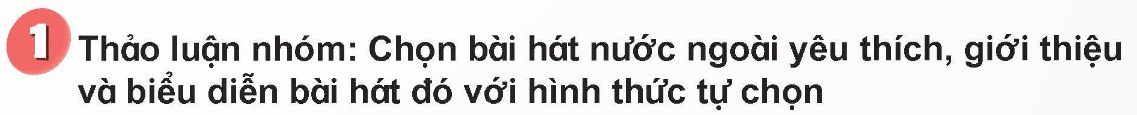 1 Thảo luận nhóm: Chọn bài hát nước ngoài yêu thích, giới thiệu
và biểu diễn bài hát đó với hình thức tự chọn